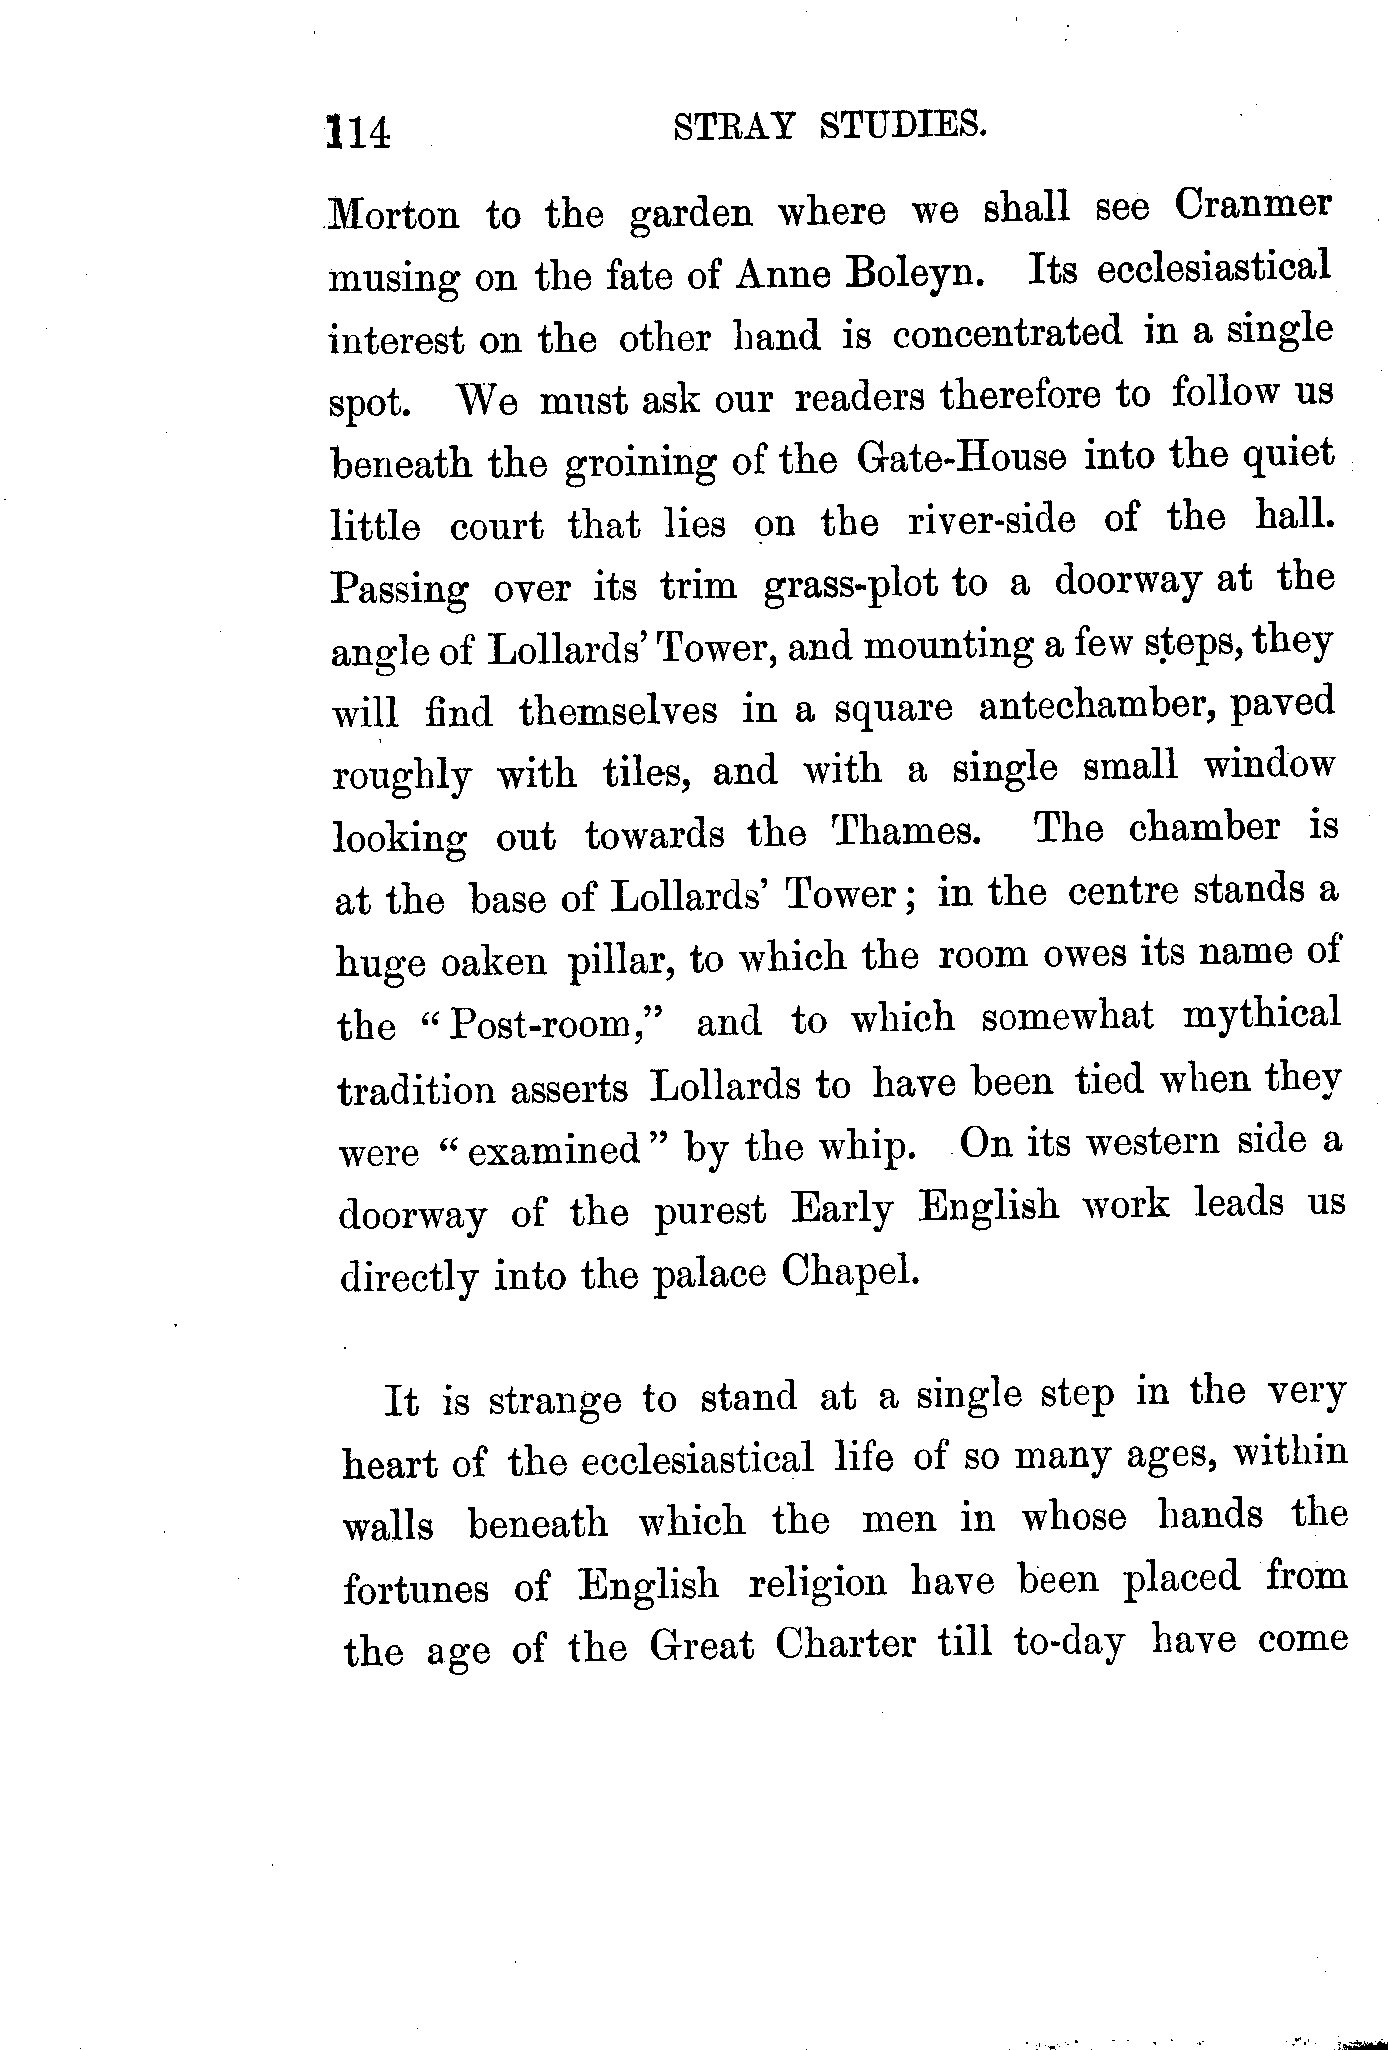 114 STRAY STUDIES.
Morton to the garden where we shall see Cranmer
musing on the fate of Anne Boleyn. Its ecclesiastical
interest on the other hand is concentrated in a single
spot. We must ask our readers therefore to follow us
beneath the groining of the Gate-House into the quiet
little court that lies on the river-side of the hall.
Passing over its trim grass-plot to a doorway at the
angle of Lollards' Tower, and mounting a few steps, they
will find themselves in a square antechamber, paved
roughly with tiles, and with a single small window
looking out towards the Thames. The chamber is
at the base of Lollards' Tower; in the centre stands a
huge oaken pillar, to which the room owes its name of
the “Post-room,” and to which somewhat mythical
tradition asserts Lollards to have been tied when they
were “examined” by the whip. On its western side a
doorway of the purest Early English work leads us
directly into the palace Chapel.
It is strange to stand at a single step in the very
heart of the ecclesiastical life of so many ages, within
walls beneath which the men in whose hands the
fortunes of English religion have been placed from
the age of the Great Charter till to-day have come